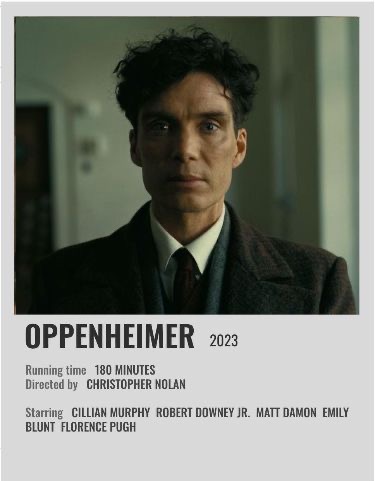 OPPENHEIMER 2023
Running time 180 MINUTES
Directed by CHRISTOPHER NOLAN
Starring CILLIAN MURPHY ROBERT DOWNEY JR. MATT DAMON EMILY
BLUNT FLORENCE PUGH